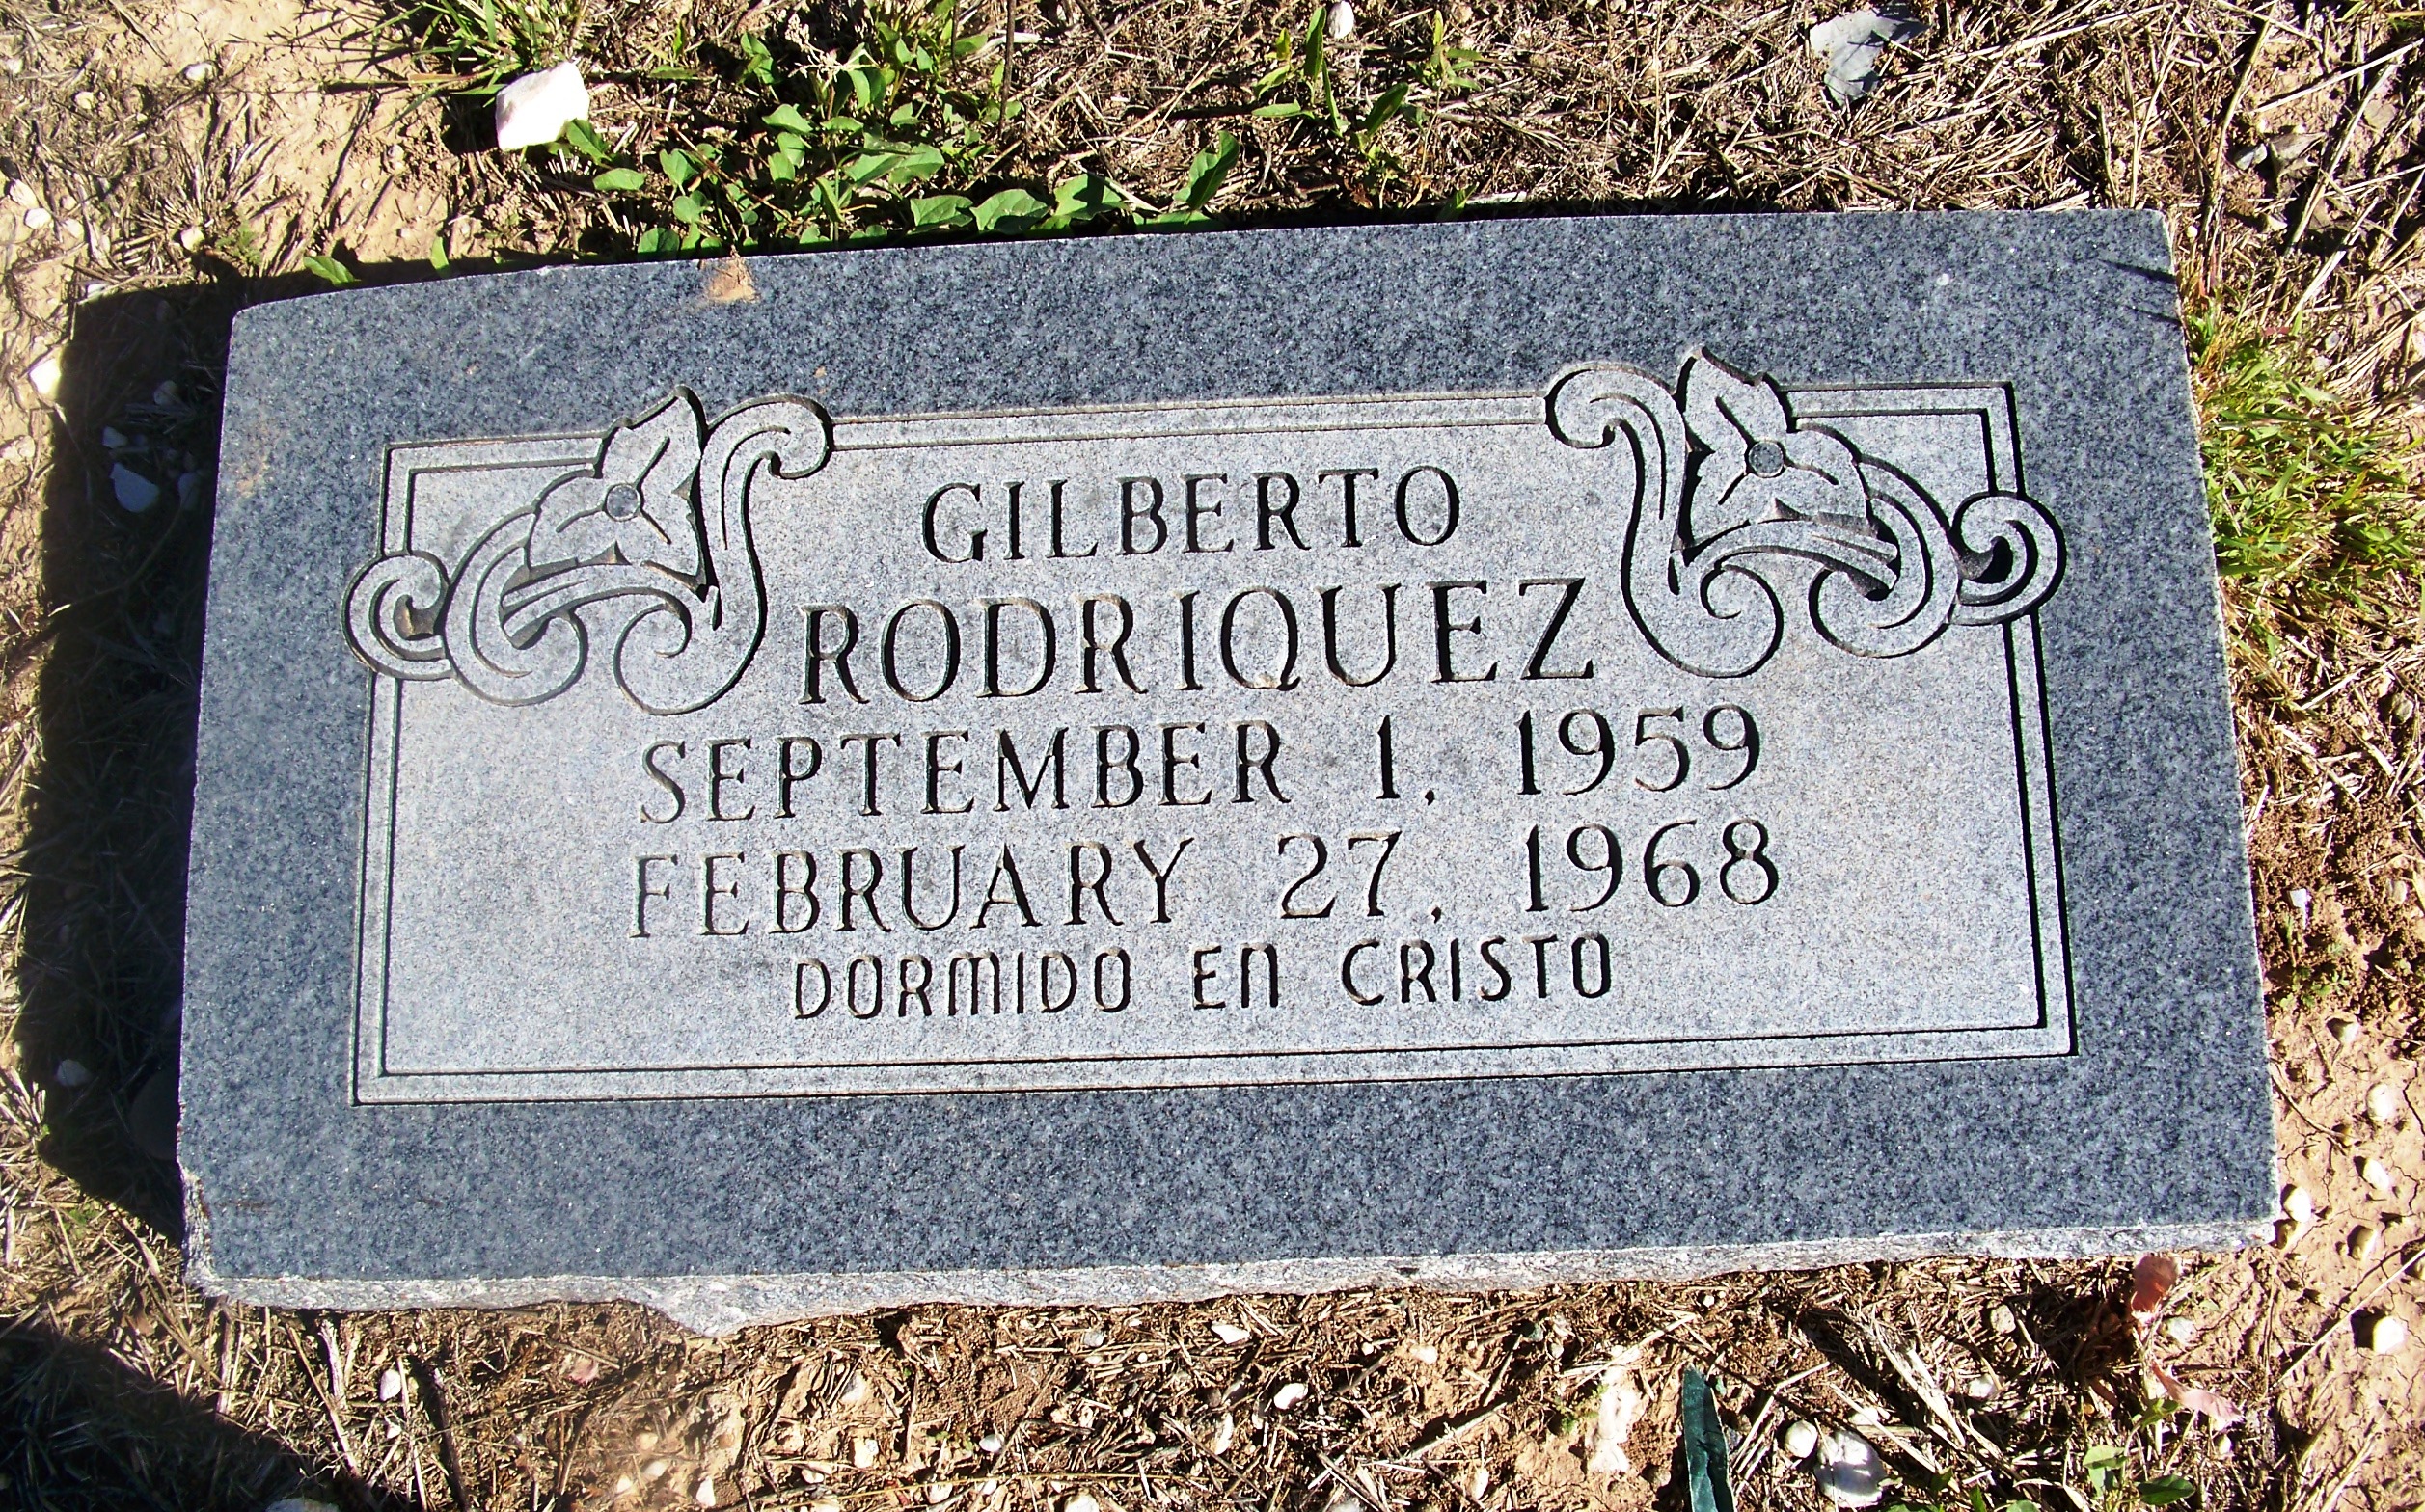 GILBERTO
RODRIQUEZ
SEPTEMBER 1, 1959
FEBRUARY 27, 1968
DORMIDO EN CRISTO